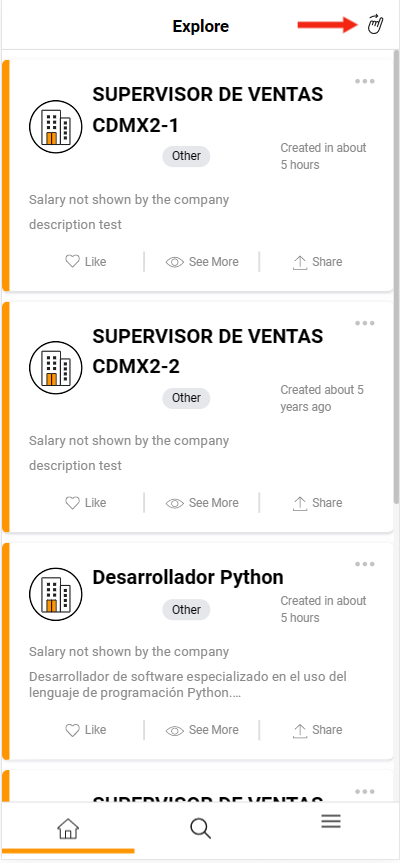 Explore
SUPERVISOR DE VENTAS
CDMX2-1
Other
Created in about
5 hours
Salary not shown by the company
description test
Like
See More
Share
SUPERVISOR DE VENTAS
CDMX2-2
Other
Created about 5
years ago
Salary not shown by the company
description test
Like
See More
Share
Desarrollador Python
Other
Created in about
5 hours
Salary not shown by the company
Desarrollador de software especializado en el uso del
lenguaje de programación Python....
Like
See More
Share
SUPERVISOR DE VENTAS